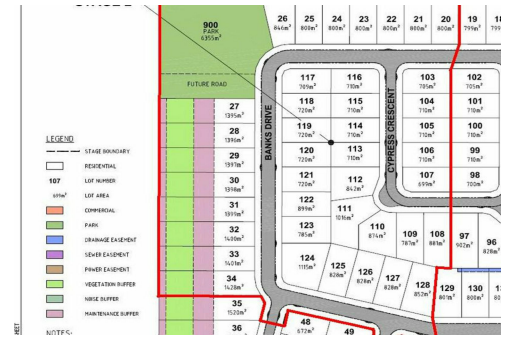 900
PARK
6355m²
26
846m²
25
800m²
24
800m²
23
800m²
22
800m²
21
800m²
20
800m²
19
799m²
18
799
FUTURE ROAD
BANKS DRIVE
CYPRESS CRESCENT
117
709m²
116
710m²
103
705m²
102
705m²
118
720m²
115
710m²
104
710m²
101
710m²
119
720m²
114
710m²
105
710m²
100
710m²
120
720m²
113
710m²
106
710m²
99
710m²
121
720m²
112
842m²
107
699m²
98
700m²
122
899m²
111
1016m²
123
785m²
110
874m²
109
787m²
108
881m²
97
902m²
96
828m²
124
1115m²
125
828m²
126
828m²
127
828m²
128
852m²
129
801m²
130
800m²
27
1395m²
28
1396m²
29
1397m²
30
1398m²
31
1399m²
32
1400m²
33
1401m²
34
1428m²
35
1520m²
36
48
672m²
49
LEGEND
STAGE BOUNDARY
RESIDENTIAL
107 LOT NUMBER
699m² LOT AREA
COMMERCIAL
PARK
DRAINAGE EASEMENT
SEWER EASEMENT
POWER EASEMENT
VEGETATION BUFFER
NOISE BUFFER
MAINTENANCE BUFFER
NOTES: